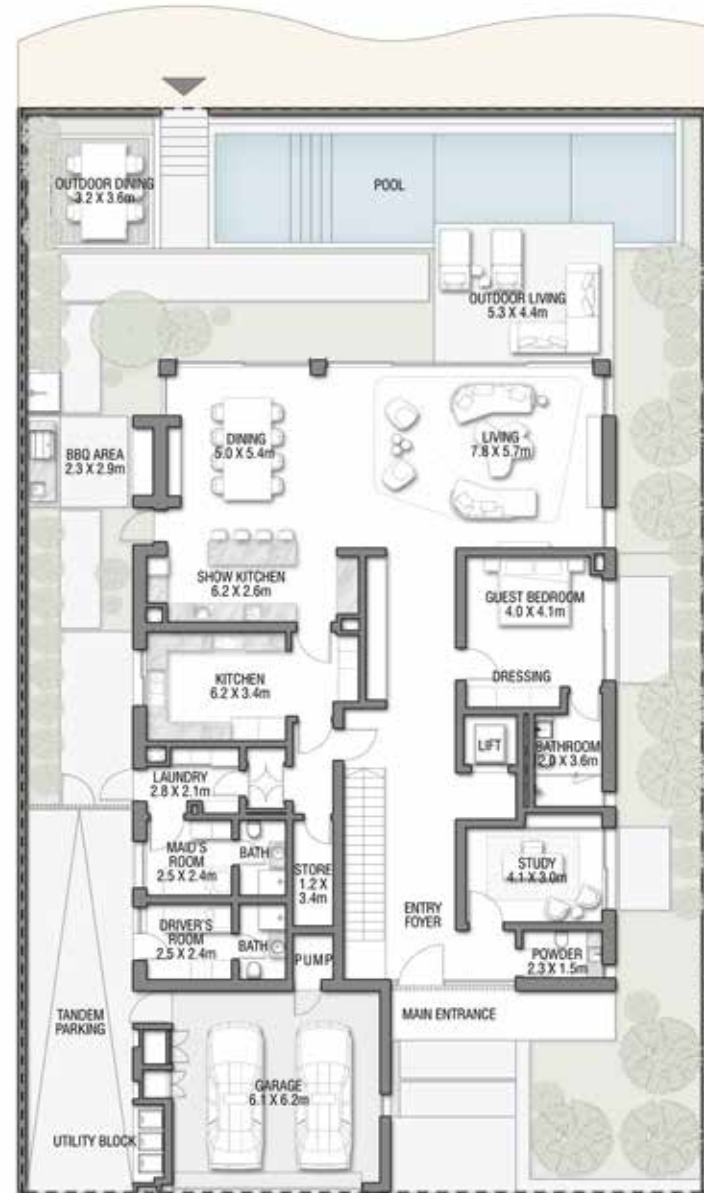 POOL
OUTDOOR DINING
3.2 X 3.6m
OUTDOOR LIVING
5.3 X 4.4m
BBQ AREA
2.3 X 2.9m
DINING
5.0 X 5.4m
LIVING
7.8 X 5.7m
SHOW KITCHEN
6.2 X 2.6m
GUEST BEDROOM
4.0 X 4.1m
KITCHEN
6.2 X 3.4m
DRESSING
LIFT
BATHROOM
2.0 X 3.6m
LAUNDRY
2.8 X 2.1m
MAID'S
ROOM
2.5 X 2.4m
BATH
STORE
1.2 X
3.4m
STUDY
4.1 X 3.0m
ENTRY
FOYER
DRIVER'S
ROOM
2.5 X 2.4m
BATH
PUMP
POWDER
2.3 X 1.5m
TANDEM
PARKING
MAIN ENTRANCE
GARAGE
6.1 X 6.2m
UTILITY BLOCK